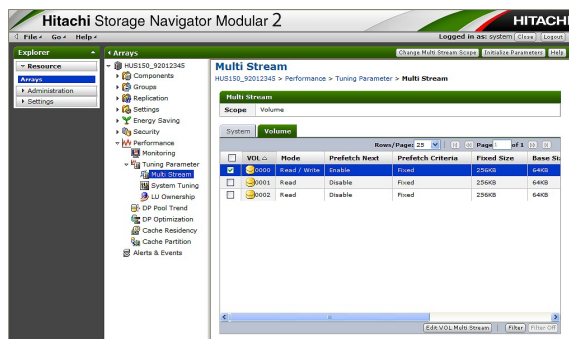 Hitachi Storage Navigator Modular 2
HITACHI
File Go Help
Logged in as: system Close Logout
Explorer
Resource
Arrays
Administration
Settings
Arrays
HUS150_92012345
Components
Groups
Replication
Settings
Energy Saving
Security
Performance
Monitoring
Tuning Parameter
Multi Stream
System Tuning
LU Ownership
DP Pool Trend
DP Optimization
Cache Residency
Cache Partition
Alerts & Events
Change Multi Stream Scope Initialize Parameters Help
Multi Stream
HUS150_92012345 > Performance > Tuning Parameter > Multi Stream
Multi Stream
Scope Volume
System Volume
Rows/Page: 25 Page 1 of 1
VOL Mode Prefetch Next Prefetch Criteria Fixed Size Base Si
0000 Read / Write Enable Fixed 256KB 64KB
0001 Read Disable Fixed 256KB 64KB
0002 Read Disable Fixed 256KB 64KB
Edit VOL Multi Stream Filter Filter Off